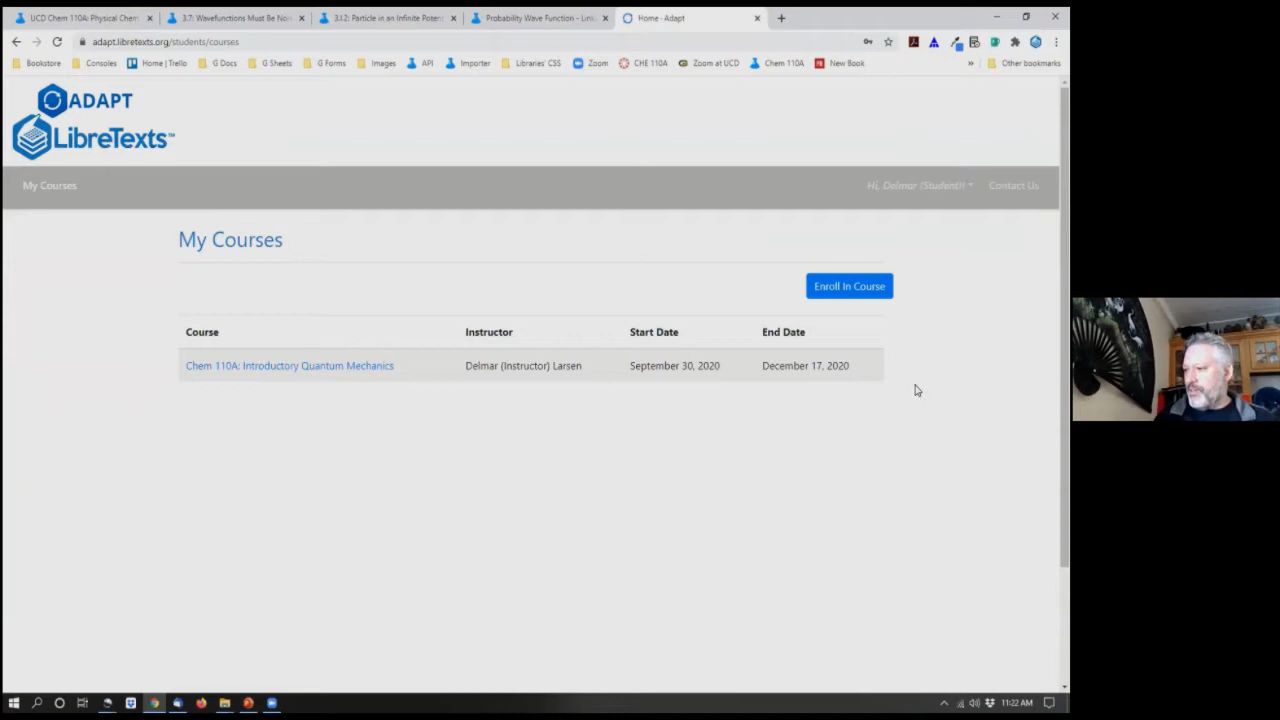 UCD Chem 110A: Physical Chem
3.7: Wavefunctions Must Be Nor
3.1.2: Particle in an Infinite Potent
Probability Wave Function - Lin
Home - Adapt
adapt.libretexts.org/students/courses
Bookstore
Consoles
Home | Trello
G Docs
G Sheets
G Forms
Images
API
Importer
Libraries' CSS
Zoom
CHE 110A
Zoom at UCD
Chem 110A
New Book
»
Other bookmarks
ADAPT
LibreTexts™
My Courses
Hi, Delmar (Student)!
Contact Us
My Courses
Enroll In Course
Course Instructor Start Date End Date
Chem 110A: Introductory Quantum Mechanics Delmar (Instructor) Larsen September 30, 2020 December 17, 2020
11:22 AM